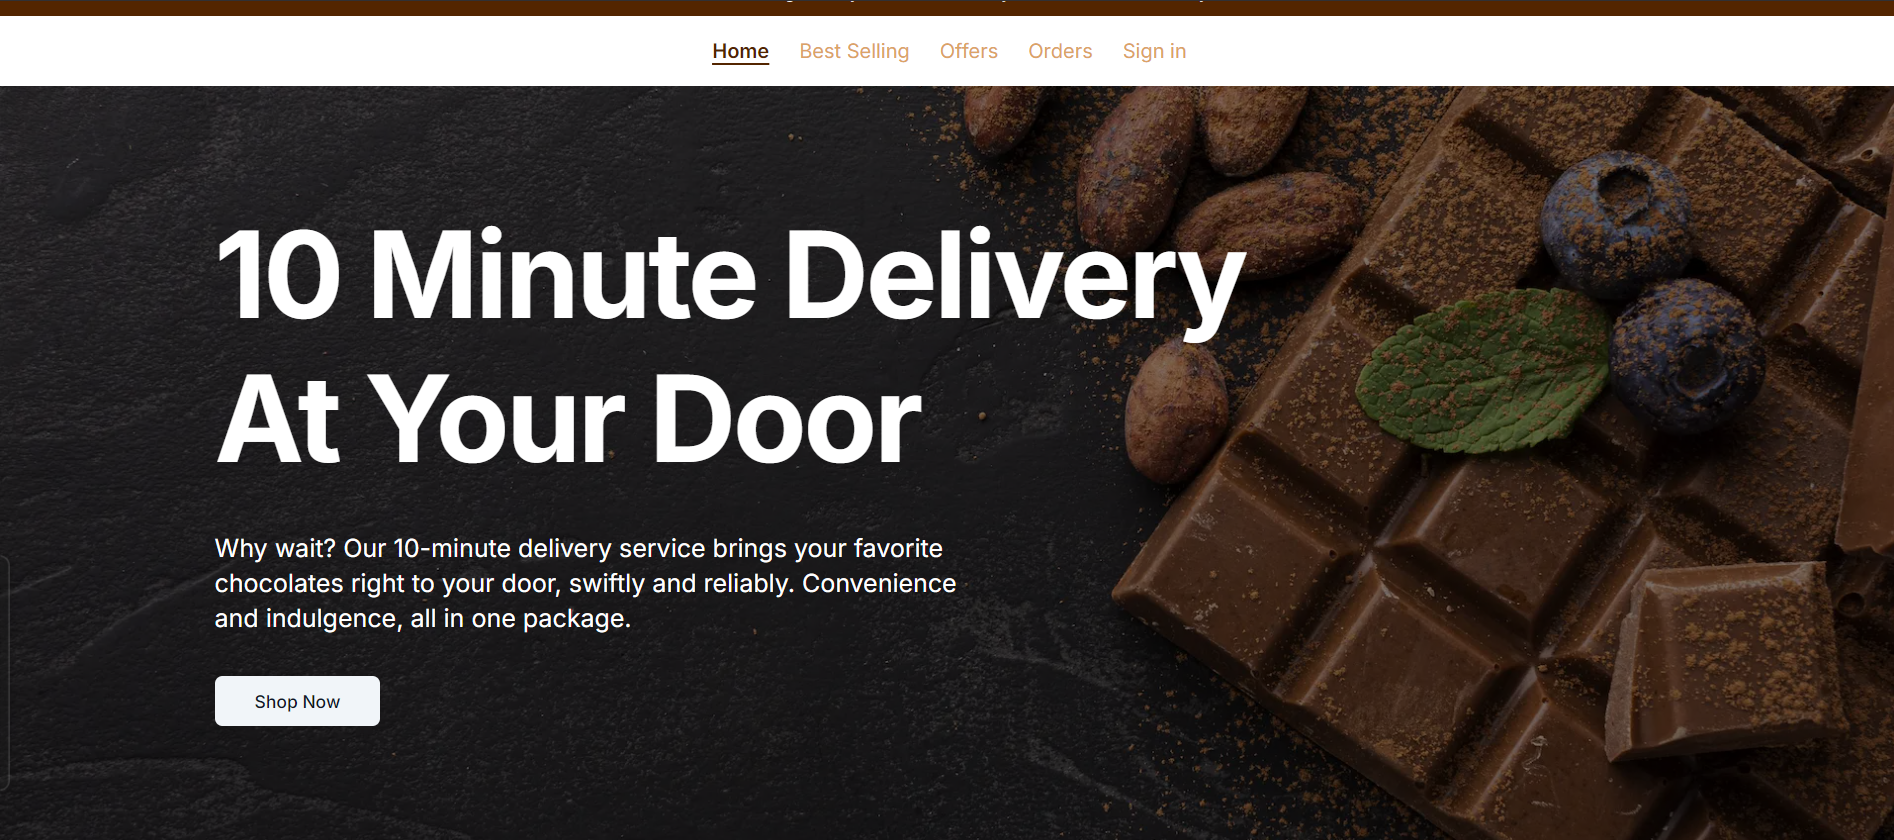 Home Best Selling Offers Orders Sign in
10 Minute Delivery
At Your Door
Why wait? Our 10-minute delivery service brings your favorite
chocolates right to your door, swiftly and reliably. Convenience
and indulgence, all in one package.
Shop Now